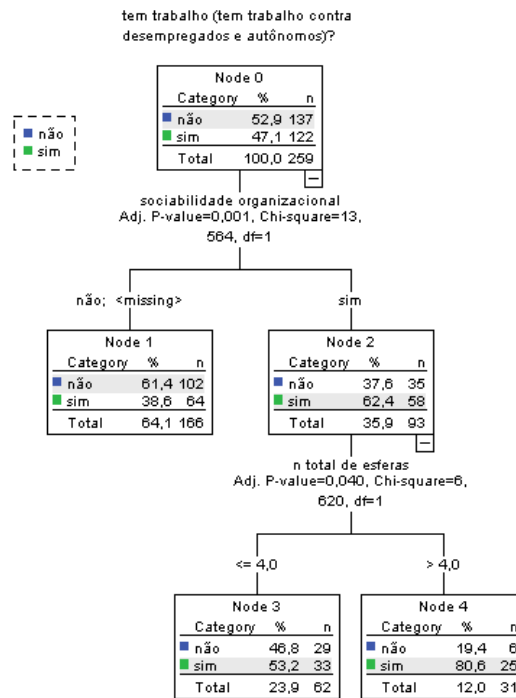 tem trabalho (tem trabalho contra
desempregados e autônomos)?
não
sim
Node 0
Category % n
não 52,9 137
sim 47,1 122
Total 100,0 259
sociabilidade organizacional
Adj. P-value=0,001, Chi-square=13,
564, df=1
não; <missing>
sim
Node 1
Category % n
não 61,4 102
sim 38,6 64
Total 64,1 166
Node 2
Category % n
não 37,6 35
sim 62,4 58
Total 35,9 93
n total de esferas
Adj. P-value=0,040, Chi-square=6,
620, df=1
<= 4,0
> 4,0
Node 3
Category % n
não 46,8 29
sim 53,2 33
Total 23,9 62
Node 4
Category % n
não 19,4 6
sim 80,6 25
Total 12,0 31